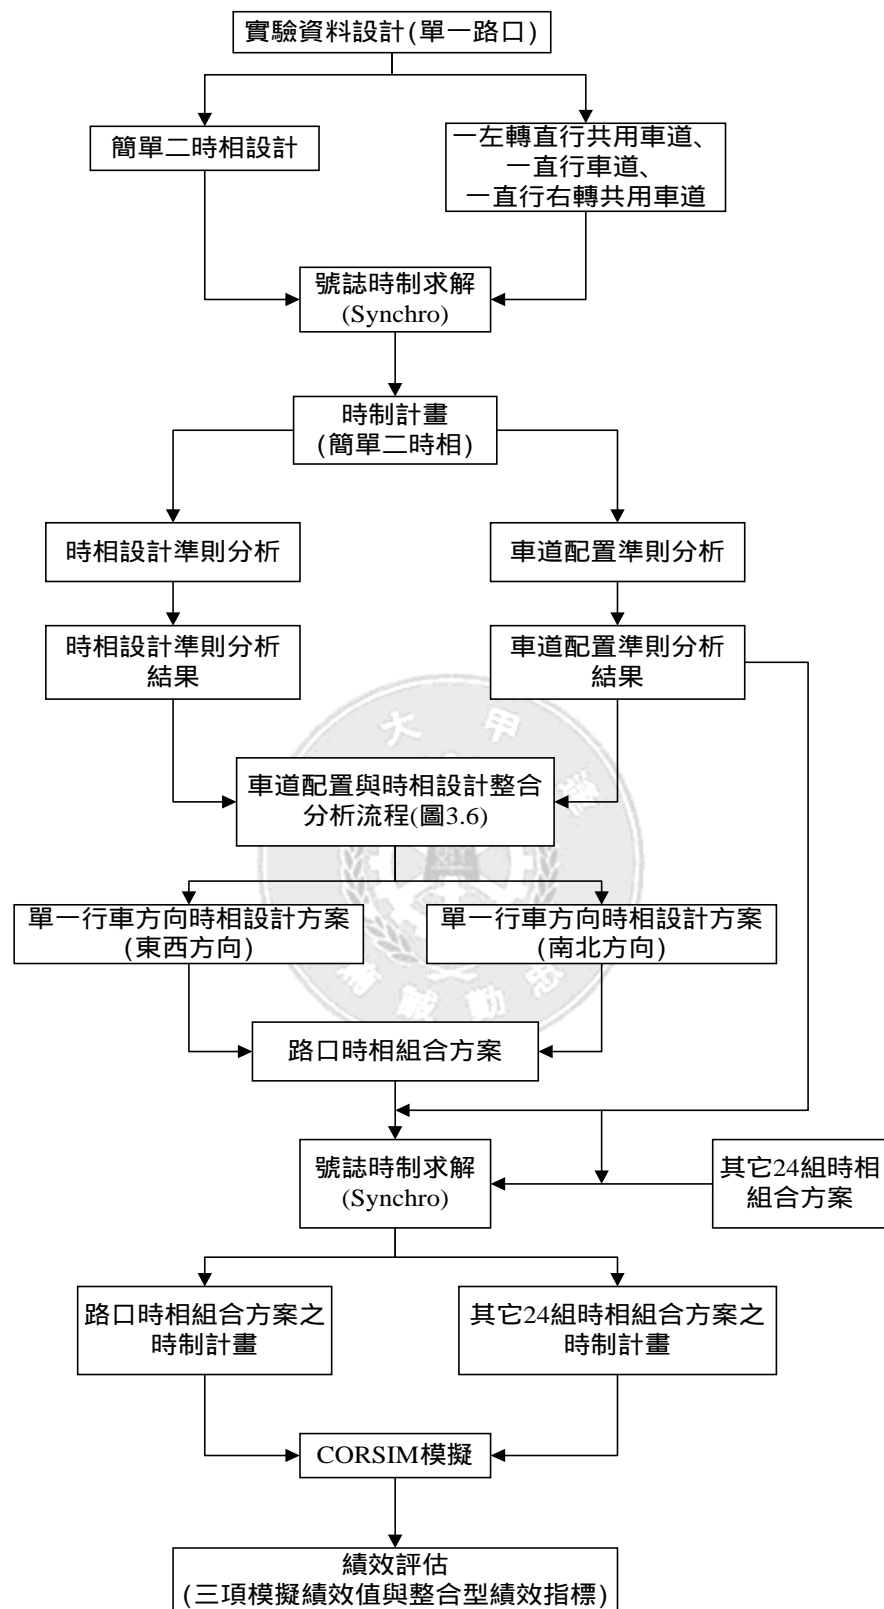 實驗資料設計(單一路口)
簡單二時相設計
一左轉直行共用車道、
一直行車道、
一直行右轉共用車道
號誌時制求解
(Synchro)
時制計畫
(簡單二時相)
時相設計準則分析
車道配置準則分析
時相設計準則分析
結果
車道配置準則分析
結果
車道配置與時相設計整合
分析流程(圖3.6)
單一行車方向時相設計方案
(東西方向)
單一行車方向時相設計方案
(南北方向)
路口時相組合方案
號誌時制求解
(Synchro)
其它24組時相
組合方案
路口時相組合方案之
時制計畫
其它24組時相組合方案之
時制計畫
CORSIM模擬
績效評估
(三項模擬績效值與整合型績效指標)
大甲
誠勤忠